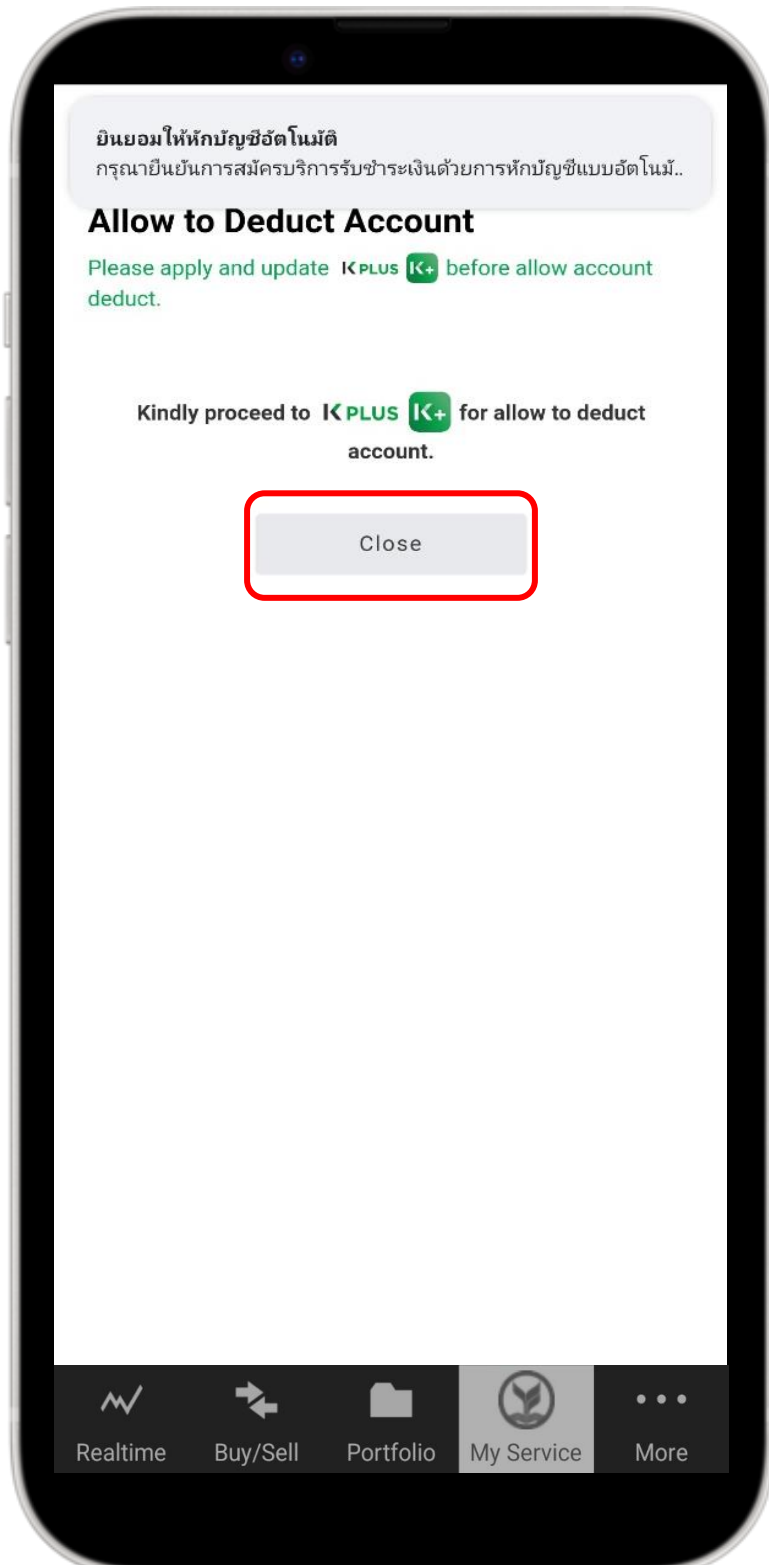 ยินยอมให้หักบัญชีอัตโนมัติ
กรุณายืนยันการสมัครบริการรับชำระเงินด้วยการหักบัญชีแบบอัตโนมั..
Allow to Deduct Account
Please apply and update K PLUS K+ before allow account
deduct.
Kindly proceed to K PLUS K+ for allow to deduct
account.
Close
Realtime Buy/Sell Portfolio My Service More